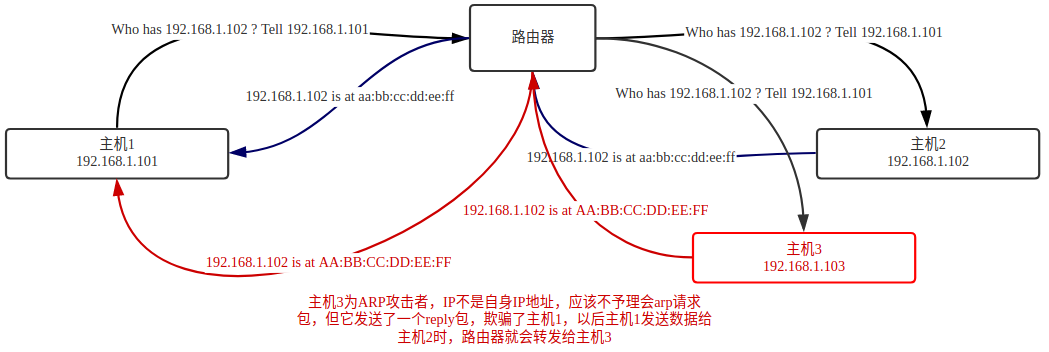 Who has 192.168.1.102 ? Tell 192.168.1.101
路由器
Who has 192.168.1.102 ? Tell 192.168.1.101
192.168.1.102 is at aa:bb:cc:dd:ee:ff
Who has 192.168.1.102 ? Tell 192.168.1.101
主机1
192.168.1.101
192.168.1.102 is at aa:bb:cc:dd:ee:ff
主机2
192.168.1.102
192.168.1.102 is at AA:BB:CC:DD:EE:FF
192.168.1.102 is at AA:BB:CC:DD:EE:FF
主机3
192.168.1.103
主机3为ARP攻击者，IP不是自身IP地址，应该不予理会arp请求
包，但它发送了一个reply包，欺骗了主机1，以后主机1发送数据给
主机2时，路由器就会转发给主机3